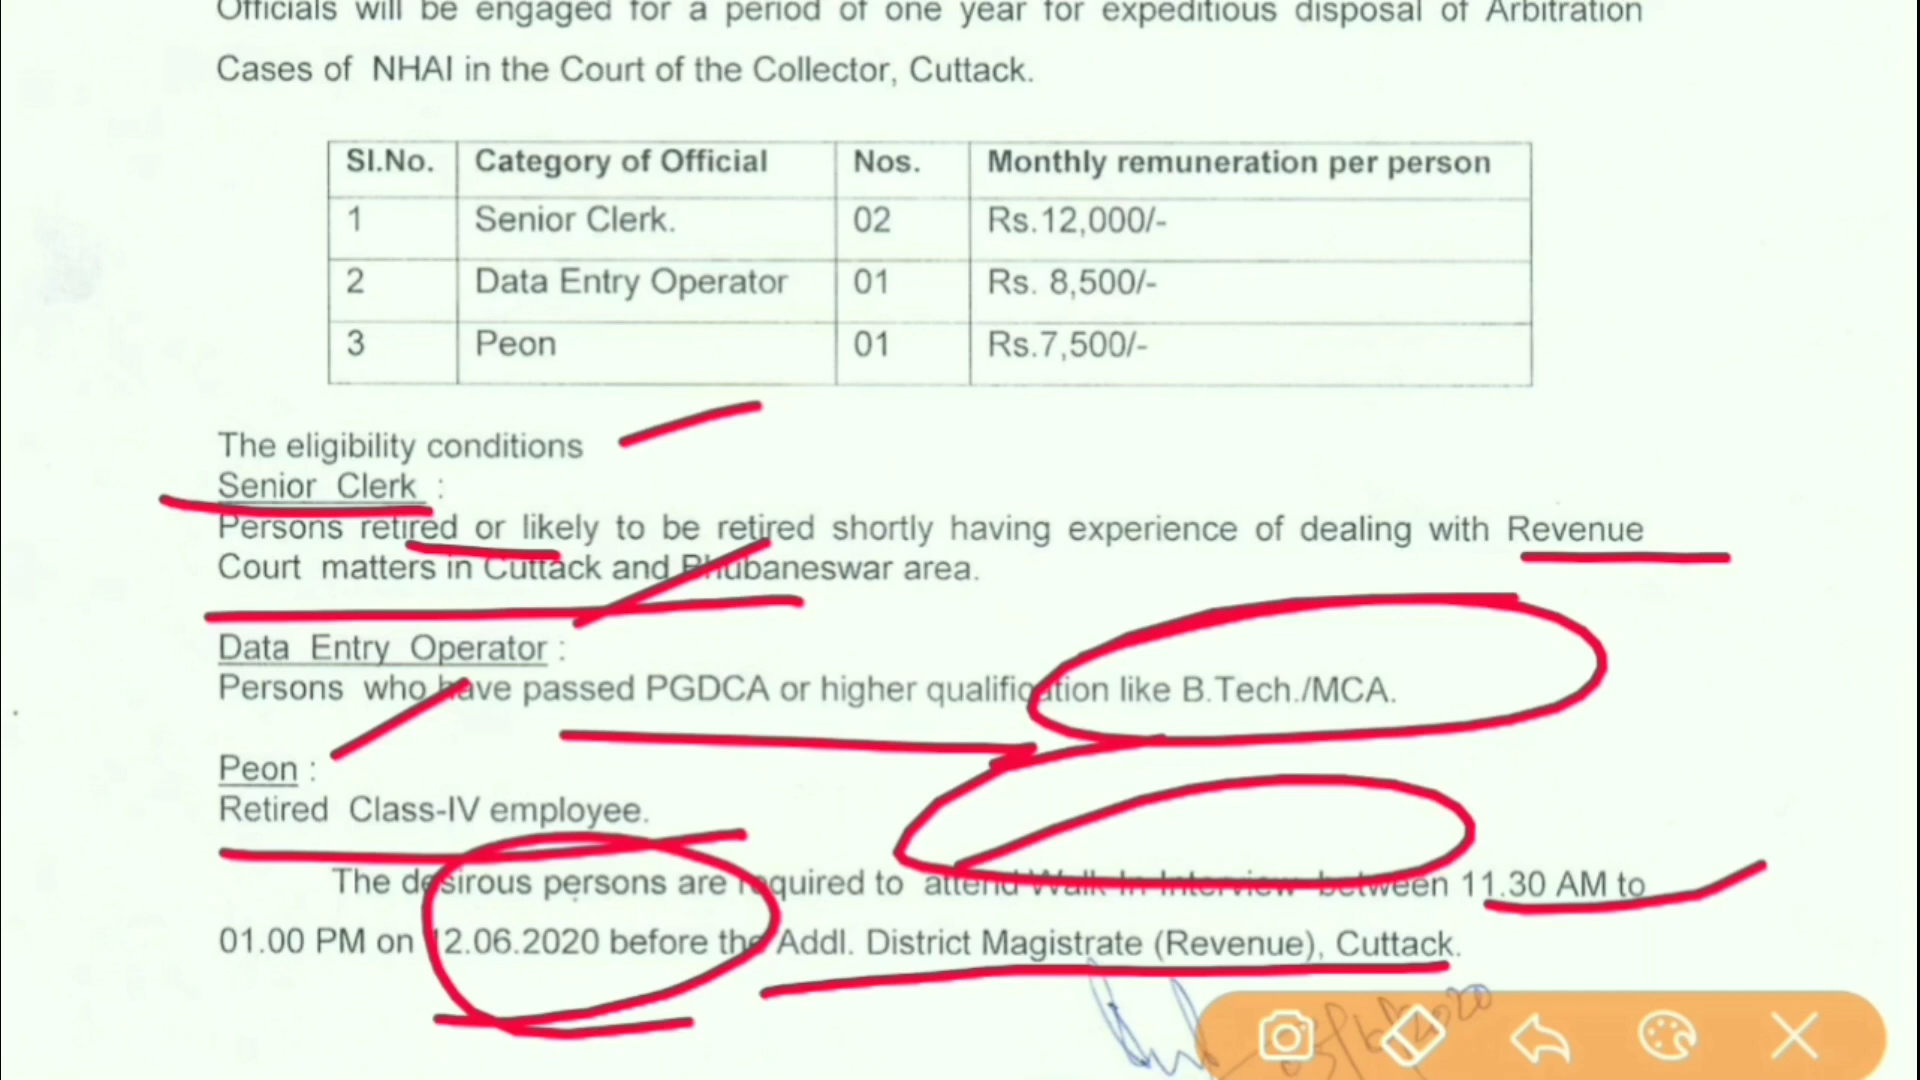 Officials will be engaged for a period of one year for expeditious disposal of Arbitration
Cases of NHAI in the Court of the Collector, Cuttack.
Sl.No. Category of Official Nos. Monthly remuneration per person
1 Senior Clerk. 02 Rs.12,000/-
2 Data Entry Operator 01 Rs. 8,500/-
3 Peon 01 Rs.7,500/-
The eligibility conditions
Senior Clerk :
Persons retired or likely to be retired shortly having experience of dealing with Revenue
Court matters in Cuttack and Bhubaneswar area.
Data Entry Operator :
Persons who have passed PGDCA or higher qualification like B.Tech./MCA.
Peon :
Retired Class-IV employee.
The desirous persons are required to attend Walk-In-Interview between 11.30 AM to
01.00 PM on 12.06.2020 before the Addl. District Magistrate (Revenue), Cuttack.